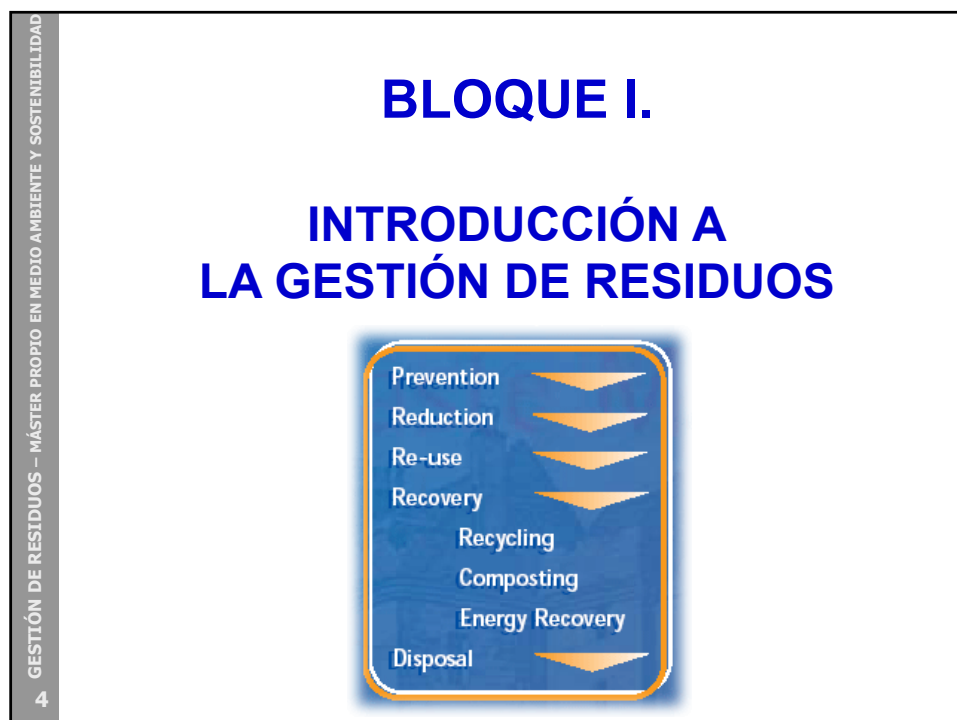 GESTIÓN DE RESIDUOS – MÁSTER PROPIO EN MEDIO AMBIENTE Y SOSTENIBILIDAD
4
BLOQUE I.
INTRODUCCIÓN A
LA GESTIÓN DE RESIDUOS
Prevention
Reduction
Re-use
Recovery
Recycling
Composting
Energy Recovery
Disposal